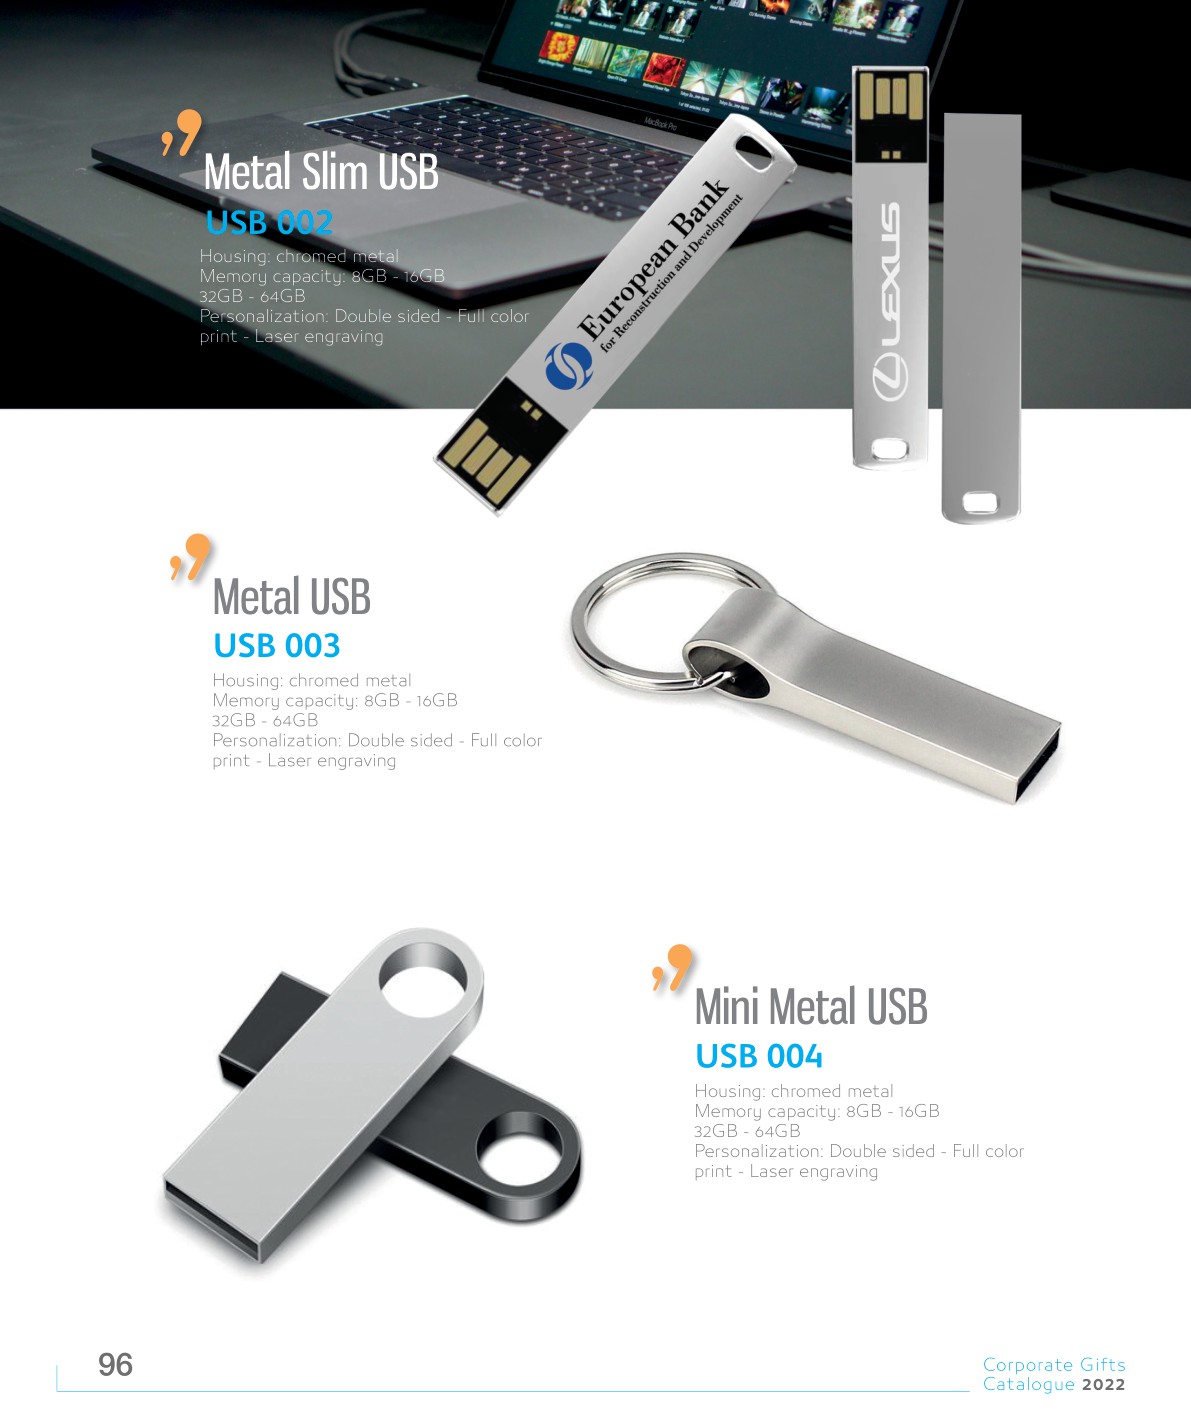 Metal Slim USB
USB 002
Housing: chromed metal
Memory capacity: 8GB - 16GB
32GB - 64GB
Personalization: Double sided - Full color
print - Laser engraving
MacBook Pro
European Bank
for Reconstruction and Development
LEXUS
Metal USB
USB 003
Housing: chromed metal
Memory capacity: 8GB - 16GB
32GB - 64GB
Personalization: Double sided - Full color
print - Laser engraving
Mini Metal USB
USB 004
Housing: chromed metal
Memory capacity: 8GB - 16GB
32GB - 64GB
Personalization: Double sided - Full color
print - Laser engraving
96
Corporate Gifts
Catalogue 2022